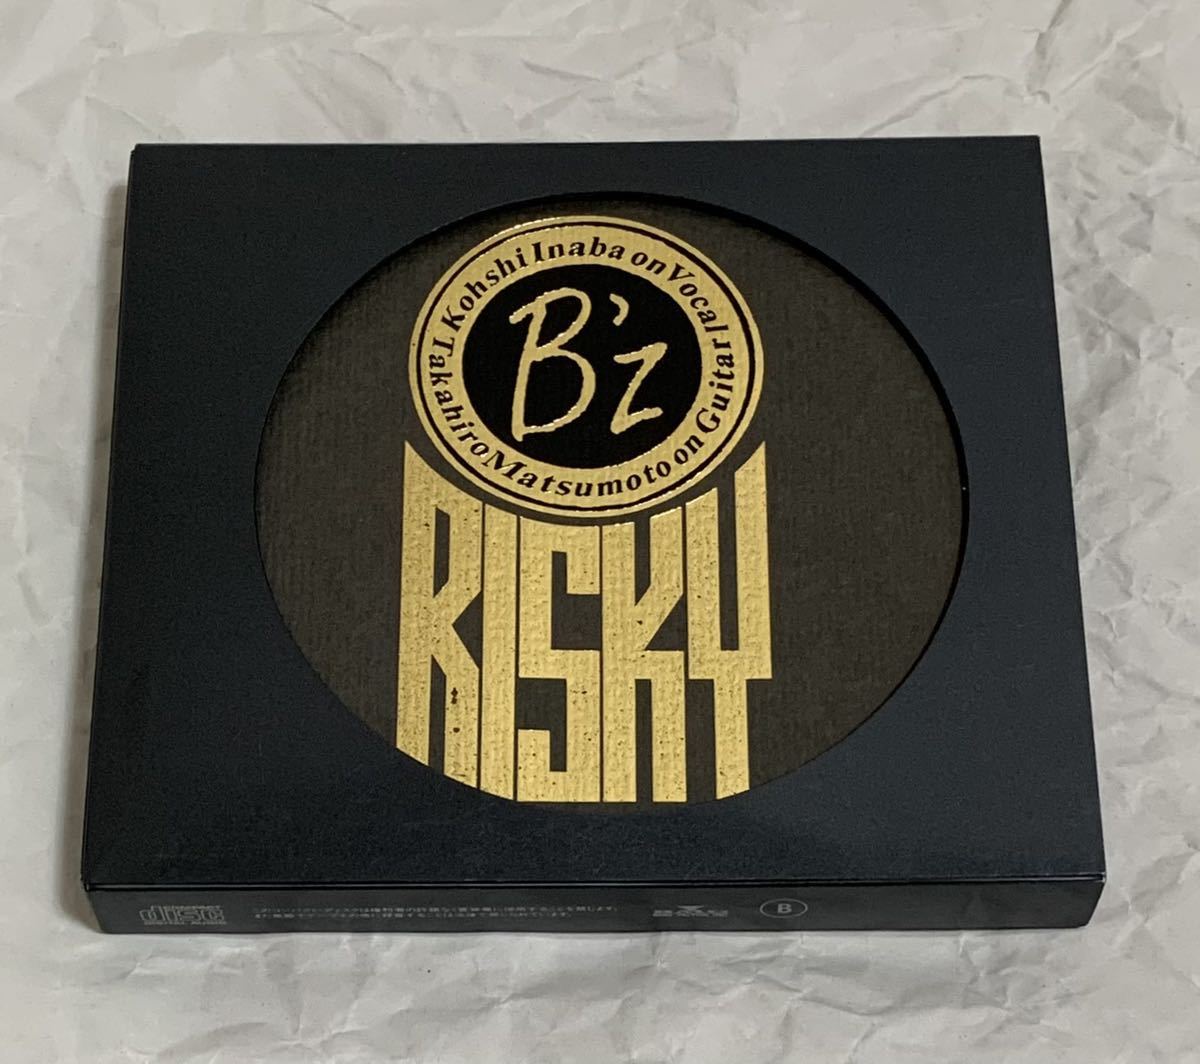 Kohshi Inaba on Vocal
B'z
Takahiro Matsumoto on Guitar
RISKY
COMPACT
disc
DIGITAL AUDIO
B